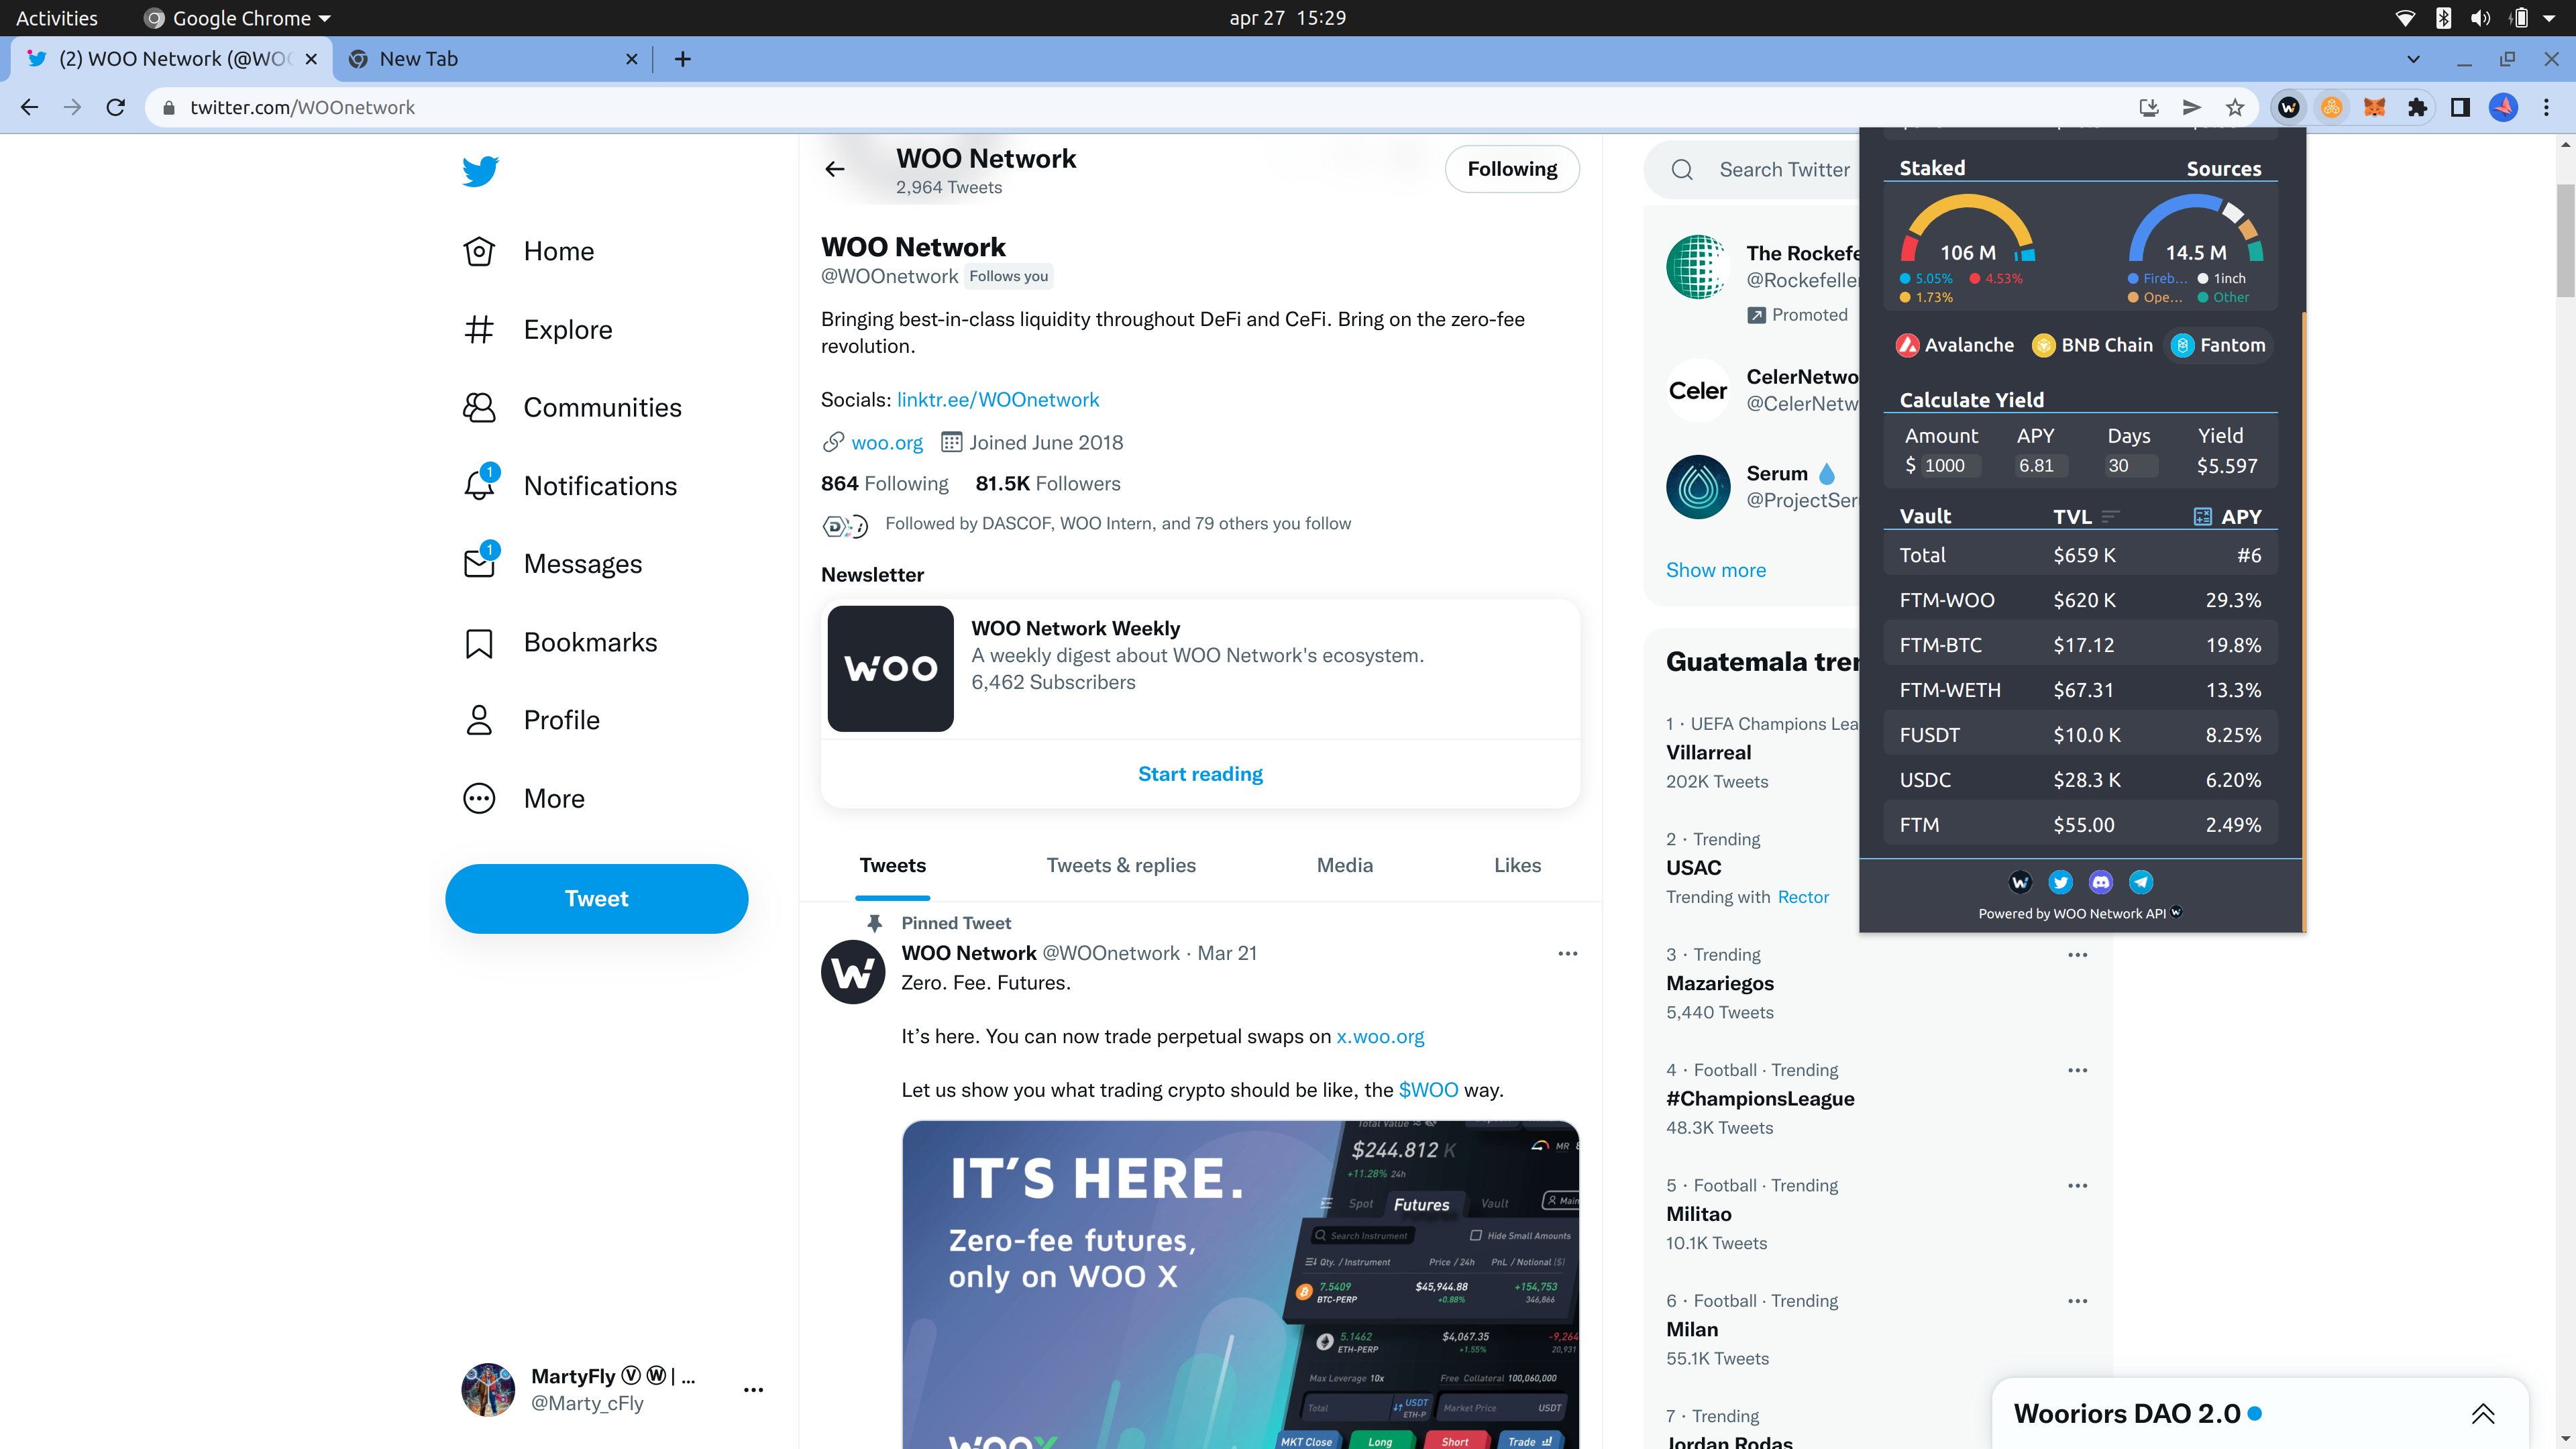 Activities
Google Chrome
apr 27 15:29
(2) WOO Network (@WOO
New Tab
twitter.com/WOOnetwork
Home
Explore
Communities
1
Notifications
1
Messages
Bookmarks
Profile
More
Tweet
MartyFly Ⓥ Ⓦ | ...
@Marty_cFly
WOO Network
2,964 Tweets
Following
WOO Network
@WOOnetwork Follows you
Bringing best-in-class liquidity throughout DeFi and CeFi. Bring on the zero-fee
revolution.
Socials: linktr.ee/WOOnetwork
woo.org Joined June 2018
864 Following 81.5K Followers
Followed by DASCOF, WOO Intern, and 79 others you follow
Newsletter
WOO
WOO Network Weekly
A weekly digest about WOO Network's ecosystem.
6,462 Subscribers
Start reading
Tweets Tweets & replies Media Likes
Pinned Tweet
WOO Network @WOOnetwork · Mar 21
Zero. Fee. Futures.
It’s here. You can now trade perpetual swaps on x.woo.org
Let us show you what trading crypto should be like, the $WOO way.
IT’S HERE.
Zero-fee futures,
only on WOO X
WOOX
Total Value
$244.812 K
MR
+11.28% 24h
Spot Futures Vault Main
Search Instrument Hide Small Amounts
Qty. / Instrument Price / 24h PnL / Notional ($)
7.5409 $45,944.88 +154,753
BTC-PERP +0.88% 346,866
5.1462 $4,067.35 -9,264
ETH-PERP +1.55% 20,931
Max Leverage 10x Free Collateral 100,060,000
Total USDT Market Price USDT
ETH-P
MKT Close Long Short Trade
Search Twitter
The Rockefe
@Rockefeller
Promoted
Celer
CelerNetwo
@CelerNetw
Serum
@ProjectSer
Show more
Guatemala tren
1 · UEFA Champions Lea
Villarreal
202K Tweets
2 · Trending
USAC
Trending with Rector
3 · Trending
Mazariegos
5,440 Tweets
4 · Football · Trending
#ChampionsLeague
48.3K Tweets
5 · Football · Trending
Militao
10.1K Tweets
6 · Football · Trending
Milan
55.1K Tweets
7 · Trending
Jordan Rodas
Staked Sources
106 M 14.5 M
5.05% 4.53% Fireb... 1inch
1.73% Ope... Other
Avalanche BNB Chain Fantom
Calculate Yield
Amount APY Days Yield
$ 1000 6.81 30 $5.597
Vault TVL APY
Total $659 K #6
FTM-WOO $620 K 29.3%
FTM-BTC $17.12 19.8%
FTM-WETH $67.31 13.3%
FUSDT $10.0 K 8.25%
USDC $28.3 K 6.20%
FTM $55.00 2.49%
Powered by WOO Network API
Wooriors DAO 2.0